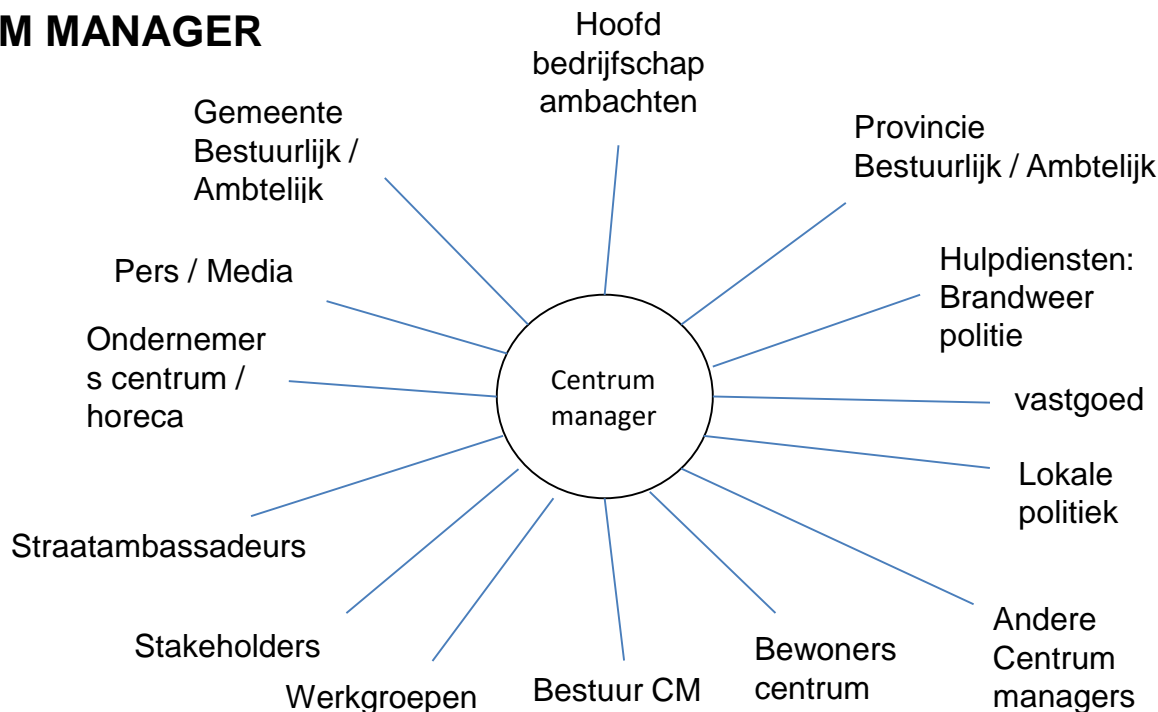 M MANAGER
Hoofd
bedrijfschap
ambachten
Gemeente
Bestuurlijk /
Ambtelijk
Provincie
Bestuurlijk / Ambtelijk
Pers / Media
Hulpdiensten:
Brandweer
politie
Ondernemer
s centrum /
horeca
Centrum
manager
vastgoed
Lokale
politiek
Straatambassadeurs
Stakeholders
Werkgroepen
Bestuur CM
Bewoners
centrum
Andere
Centrum
managers